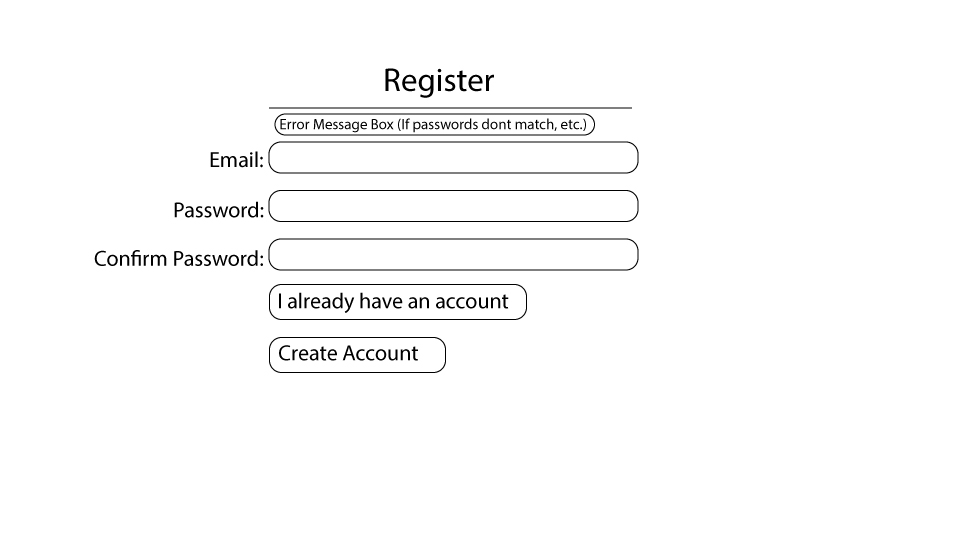 Register
Error Message Box (If passwords dont match, etc.)
Email:
Password:
Confirm Password:
I already have an account
Create Account